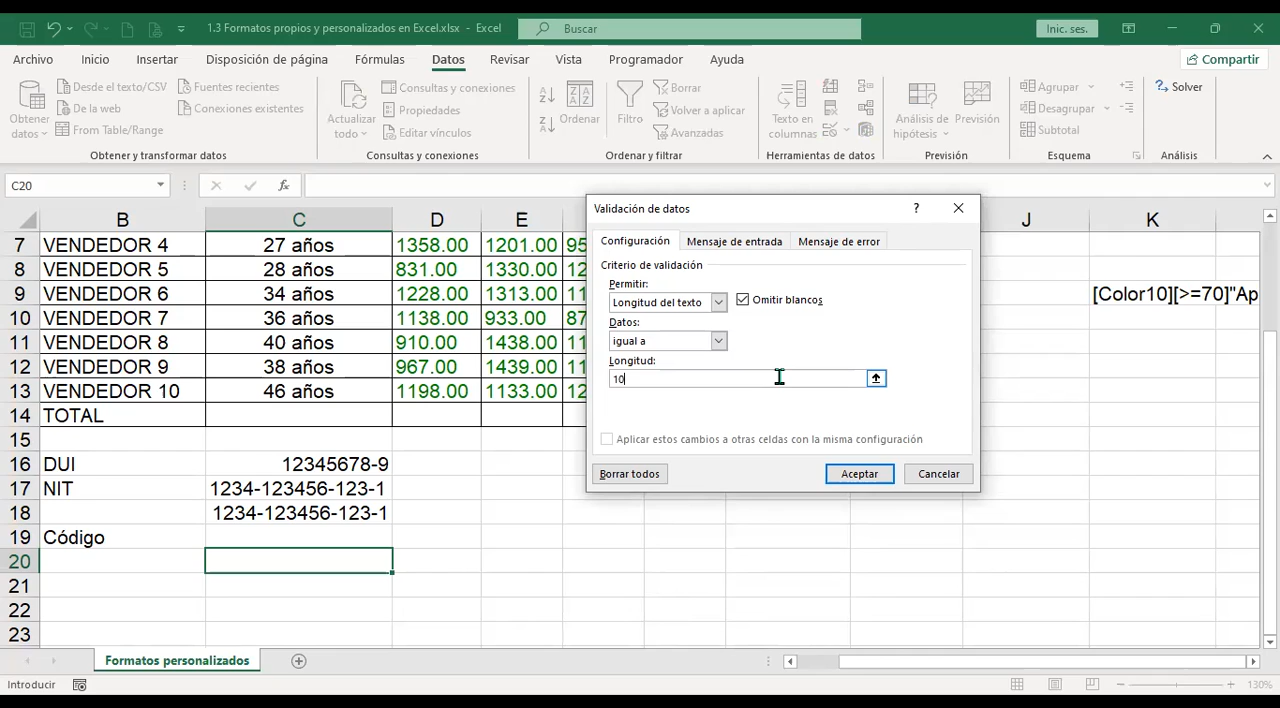 1.3 Formatos propios y personalizados en Excel.xlsx - Excel
Buscar
Inic. ses.
Archivo Inicio Insertar Disposición de página Fórmulas Datos Revisar Vista Programador Ayuda
Compartir
Obtener datos
Desde el texto/CSV
De la web
From Table/Range
Fuentes recientes
Conexiones existentes
Obtener y transformar datos
Actualizar todo
Consultas y conexiones
Propiedades
Editar vínculos
Consultas y conexiones
Ordenar
Filtro
Borrar
Volver a aplicar
Avanzadas
Ordenar y filtrar
Texto en columnas
Herramientas de datos
Análisis de hipótesis
Previsión
Previsión
Agrupar
Desagrupar
Subtotal
Esquema
Solver
Análisis
C20
fx
B C D E J K
7 VENDEDOR 4 27 años 1358.00 1201.00 95
8 VENDEDOR 5 28 años 831.00 1330.00 12
9 VENDEDOR 6 34 años 1228.00 1313.00 11 [Color10][>=70]"Ap
10 VENDEDOR 7 36 años 1138.00 933.00 87
11 VENDEDOR 8 40 años 910.00 1438.00 11
12 VENDEDOR 9 38 años 967.00 1439.00 11
13 VENDEDOR 10 46 años 1198.00 1133.00 12
14 TOTAL
15
16 DUI 12345678-9
17 NIT 1234-123456-123-1
18 1234-123456-123-1
19 Código
20
21
22
23
Validación de datos ?
Configuración Mensaje de entrada Mensaje de error
Criterio de validación
Permitir:
Longitud del texto Omitir blancos
Datos:
igual a
Longitud:
10
Aplicar estos cambios a otras celdas con la misma configuración
Borrar todos Aceptar Cancelar
Formatos personalizados
Introducir
130%